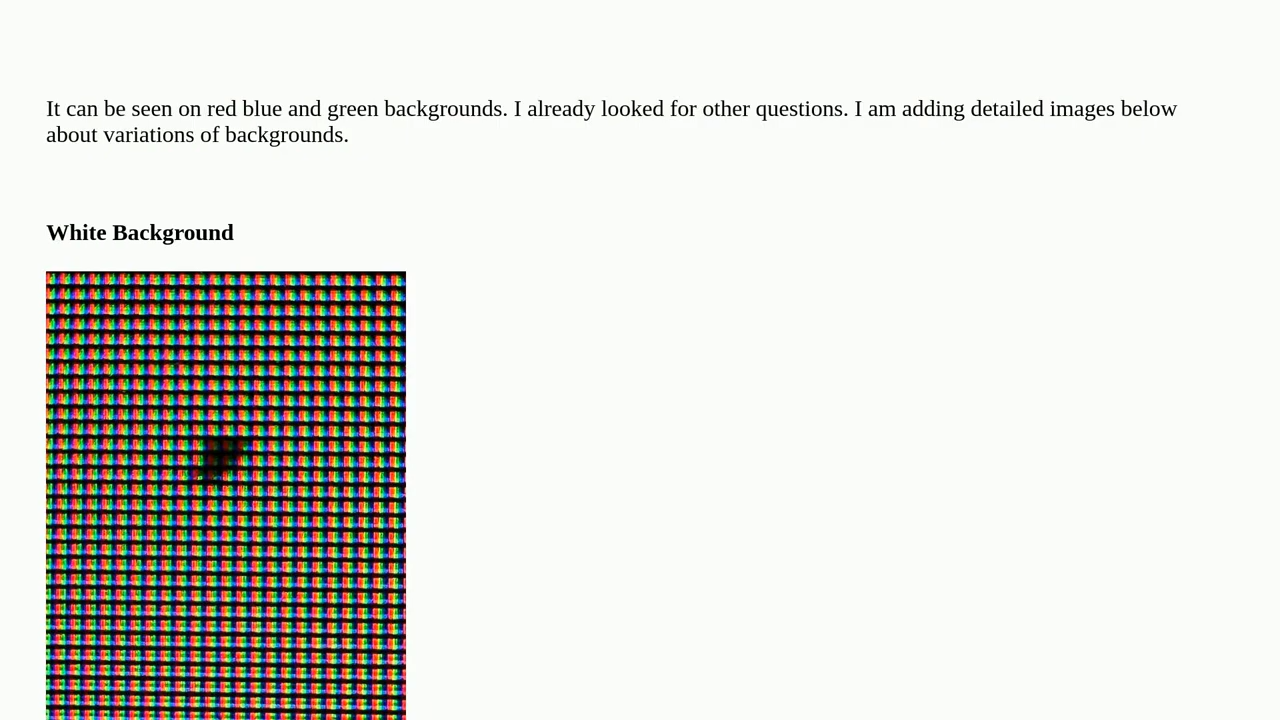 It can be seen on red blue and green backgrounds. I already looked for other questions. I am adding detailed images below
about variations of backgrounds.
White Background